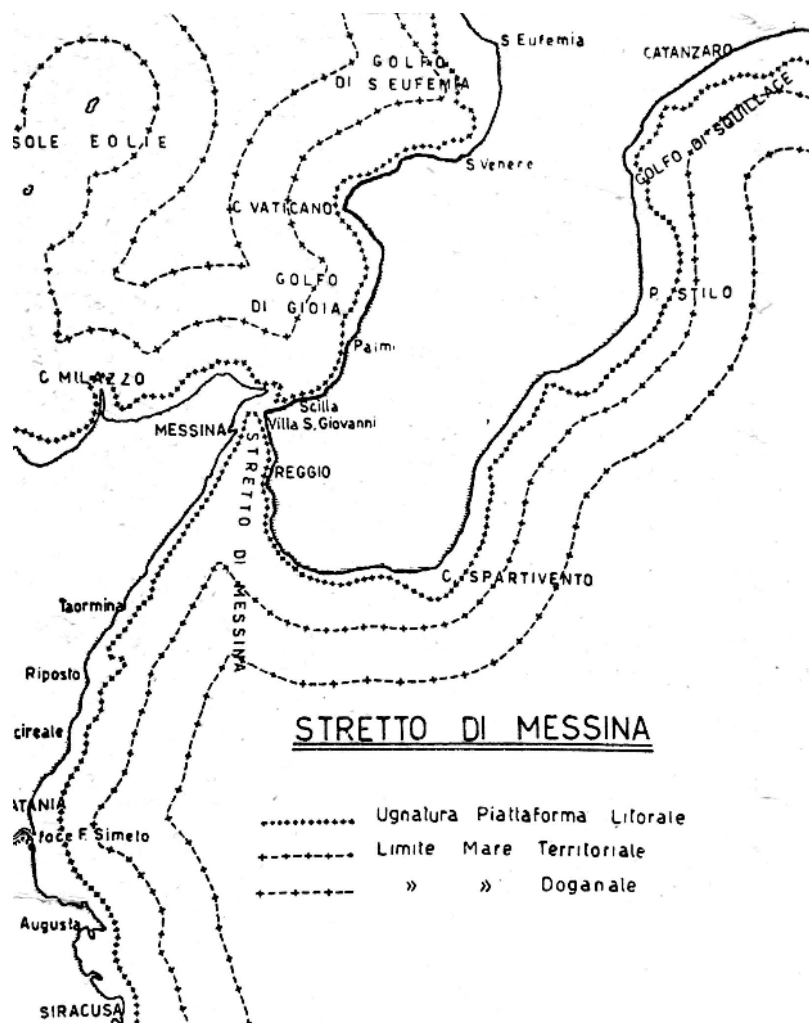 S Eufemia
CATANZARO
GOLFO
DI S EUFEMIA
GOLFO DI SQUILLACE
SOLE EOLIE
S Venere
C. VATICANO
GOLFO
DI GIOIA
P. STILO
Palmi
C. MILAZZO
Scilla
MESSINA
Villa S. Giovanni
REGGIO
STRETTO DI MESSINA
C. SPARTIVENTO
Taormina
Riposto
STRETTO DI MESSINA
cireale
ATANIA
Ugnatura Piattaforma Litorale
foce F. Simeto
Limite Mare Territoriale
» » Doganale
Augusta
SIRACUSA